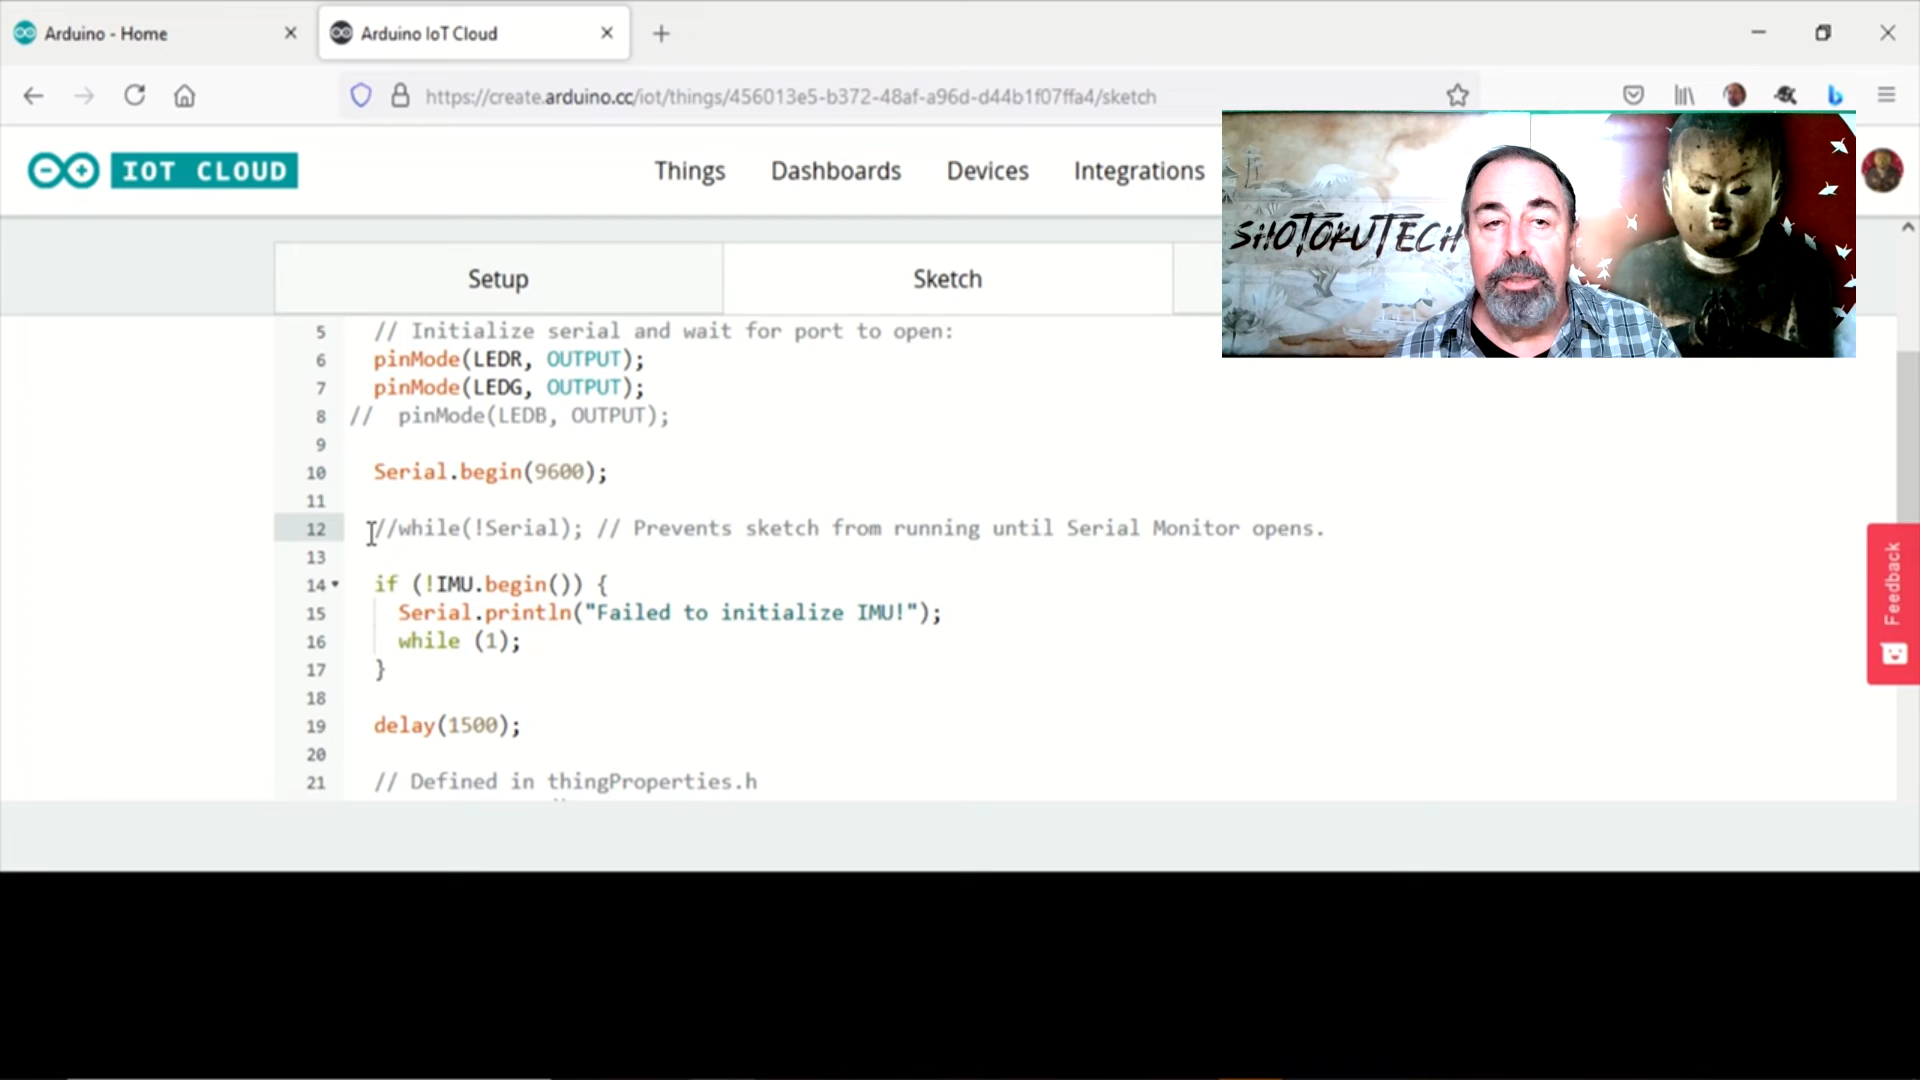 Arduino - Home
Arduino IoT Cloud
https://create.arduino.cc/iot/things/456013e5-b372-48af-a96d-d44b1f07ffa4/sketch
IOT CLOUD
Things
Dashboards
Devices
Integrations
SHOTOKUTECH
Setup
Sketch
5 // Initialize serial and wait for port to open:
6 pinMode(LEDR, OUTPUT);
7 pinMode(LEDG, OUTPUT);
8 // pinMode(LEDB, OUTPUT);
9
10 Serial.begin(9600);
11
12 //while(!Serial); // Prevents sketch from running until Serial Monitor opens.
13
14 if (!IMU.begin()) {
15 Serial.println("Failed to initialize IMU!");
16 while (1);
17 }
18
19 delay(1500);
20
21 // Defined in thingProperties.h
Feedback